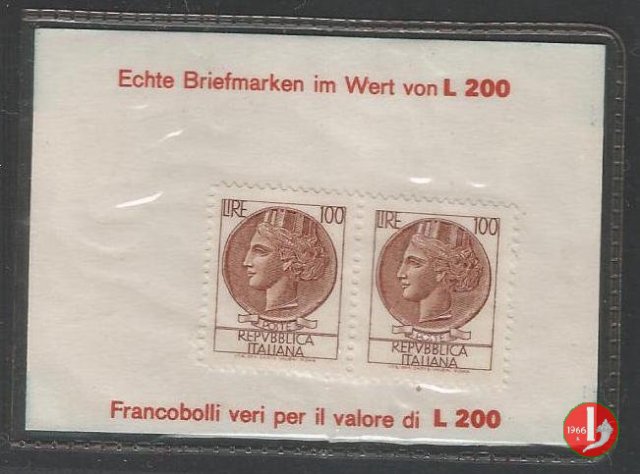 Echte Briefmarken im Wert von L 200
LIRE 100
POSTE
REPVBBLICA
ITALIANA
LIRE 100
POSTE
REPVBBLICA
ITALIANA
Francobolli veri per il valore di L 200
1966